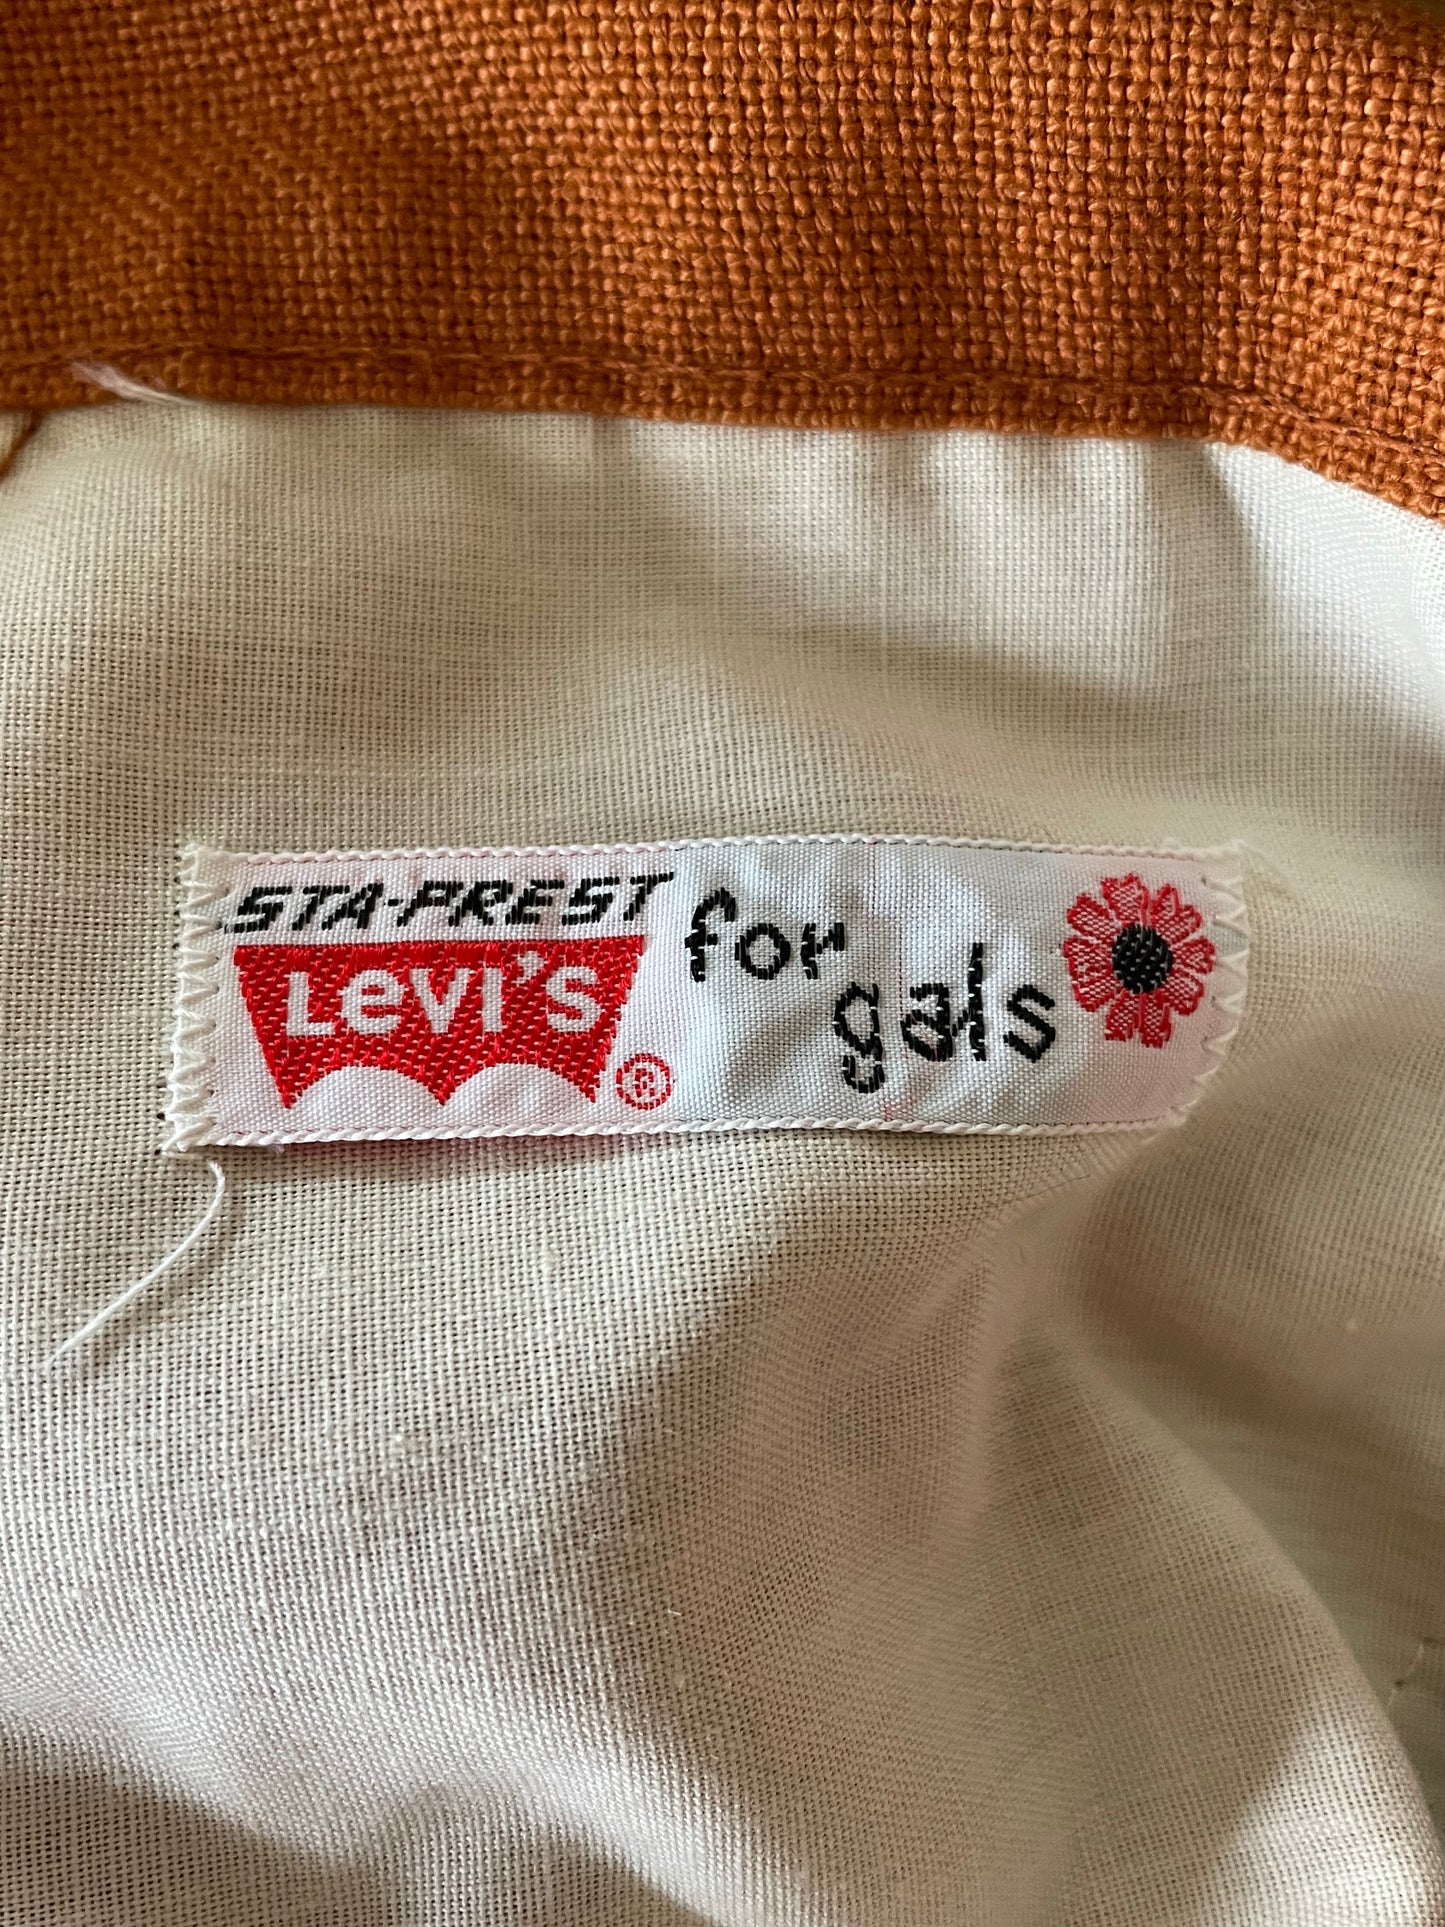 STA-PREST
Levi's
®
for
gals